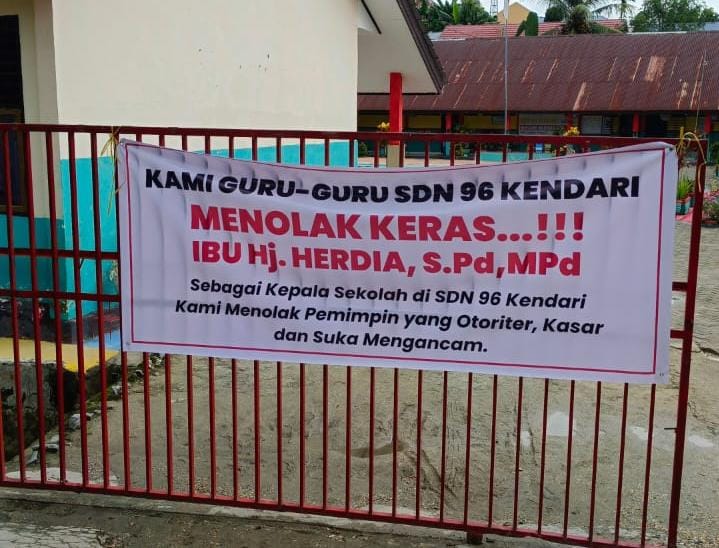 KAMI GURU-GURU SDN 96 KENDARI
MENOLAK KERAS...!!!
IBU Hj. HERDIA, S.Pd,MPd
Sebagai Kepala Sekolah di SDN 96 Kendari
Kami Menolak Pemimpin yang Otoriter, Kasar
dan Suka Mengancam.